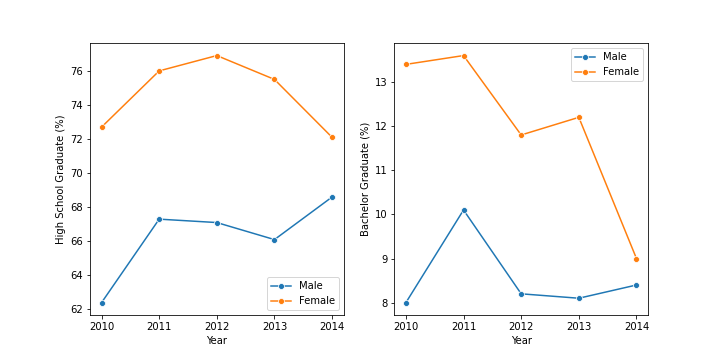 High School Graduate (%)
76
74
72
70
68
66
64
62
2010 2011 2012 2013 2014
Year
Male
Female
Bachelor Graduate (%)
13
12
11
10
9
8
2010 2011 2012 2013 2014
Year
Male
Female